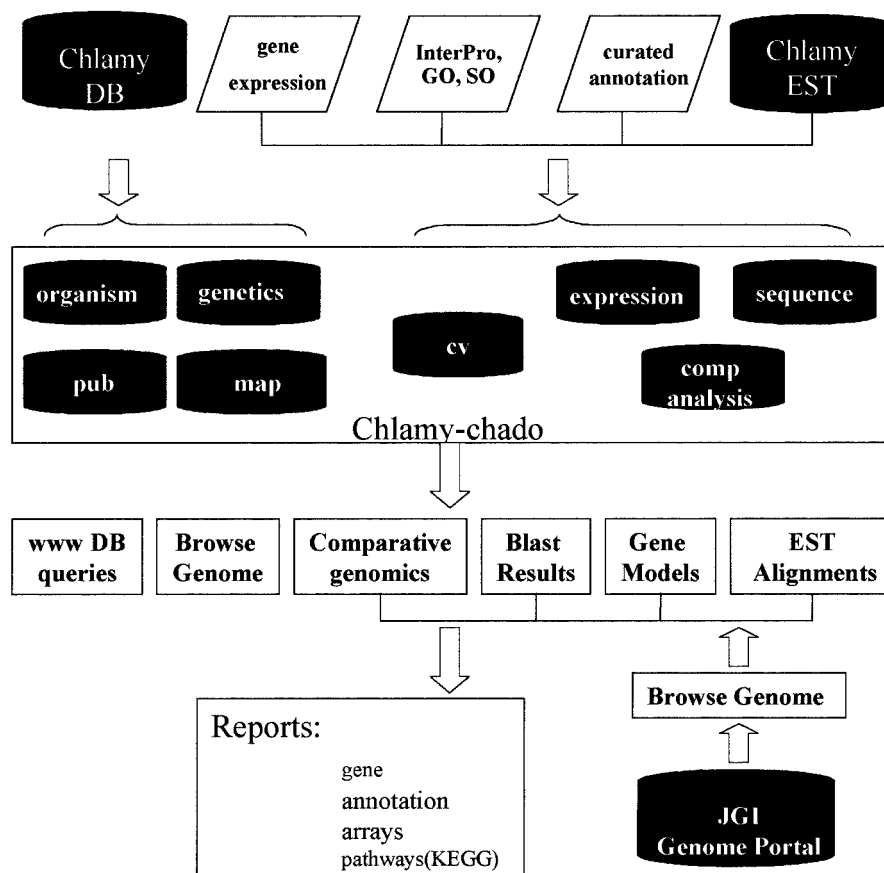 Chlamy
DB
gene
expression
InterPro,
GO, SO
curated
annotation
Chlamy
EST
organism
genetics
pub
map
cv
expression
sequence
comp
analysis
Chlamy-chado
www DB
queries
Browse
Genome
Comparative
genomics
Blast
Results
Gene
Models
EST
Alignments
Browse Genome
JGI
Genome Portal
Reports:
gene
annotation
arrays
pathways(KEGG)